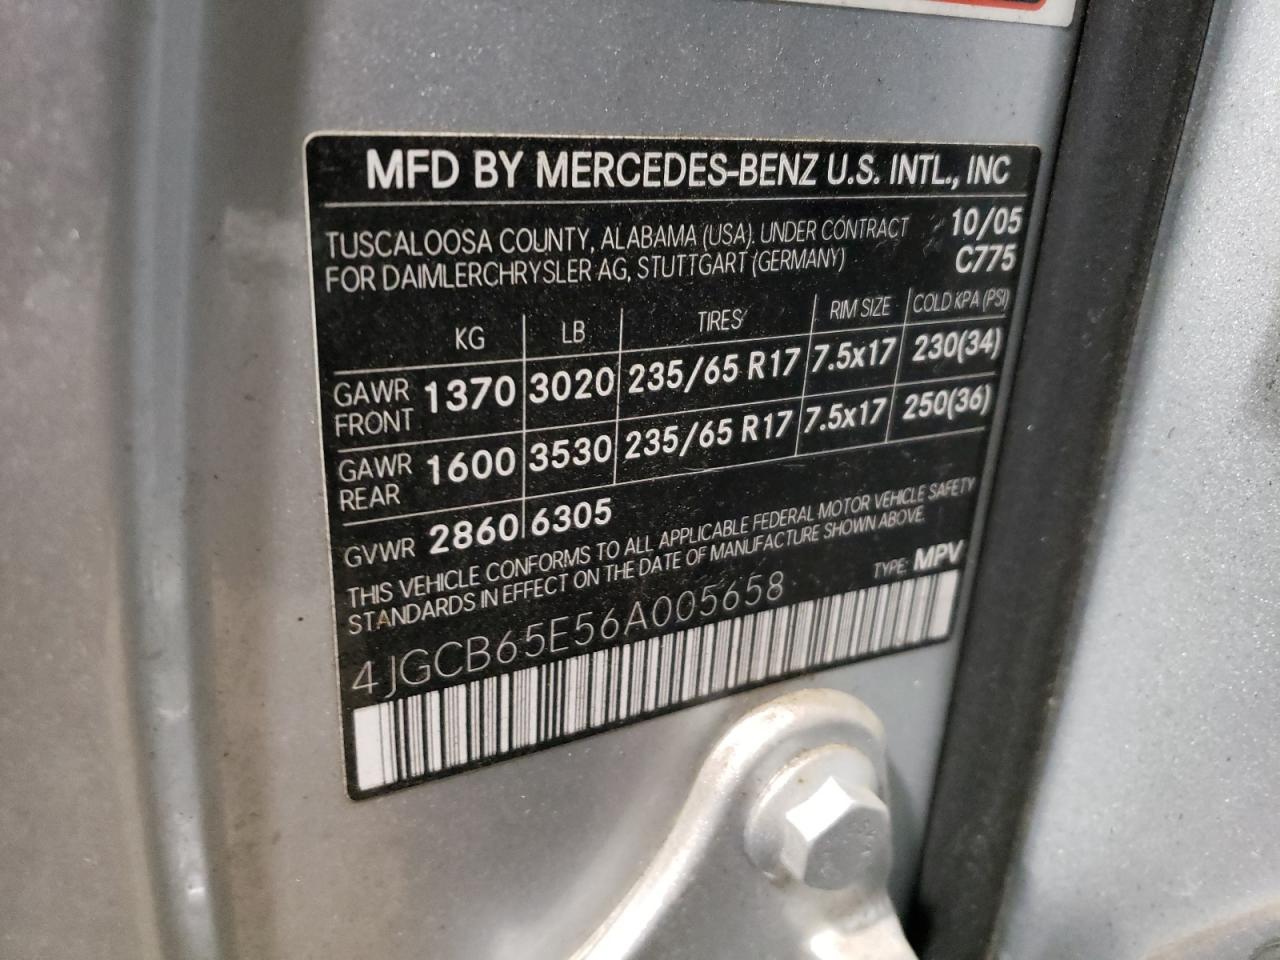 MFD BY MERCEDES-BENZ U.S. INTL., INC
TUSCALOOSA COUNTY, ALABAMA (USA). UNDER CONTRACT 10/05
FOR DAIMLERCHRYSLER AG, STUTTGART (GERMANY) C775
KG LB TIRES RIM SIZE COLD KPA (PSI)
GAWR FRONT 1370 3020 235/65 R17 7.5x17 230(34)
GAWR REAR 1600 3530 235/65 R17 7.5x17 250(36)
GVWR 2860 6305
THIS VEHICLE CONFORMS TO ALL APPLICABLE FEDERAL MOTOR VEHICLE SAFETY
STANDARDS IN EFFECT ON THE DATE OF MANUFACTURE SHOWN ABOVE.
4JGCB65E56A005658 TYPE: MPV